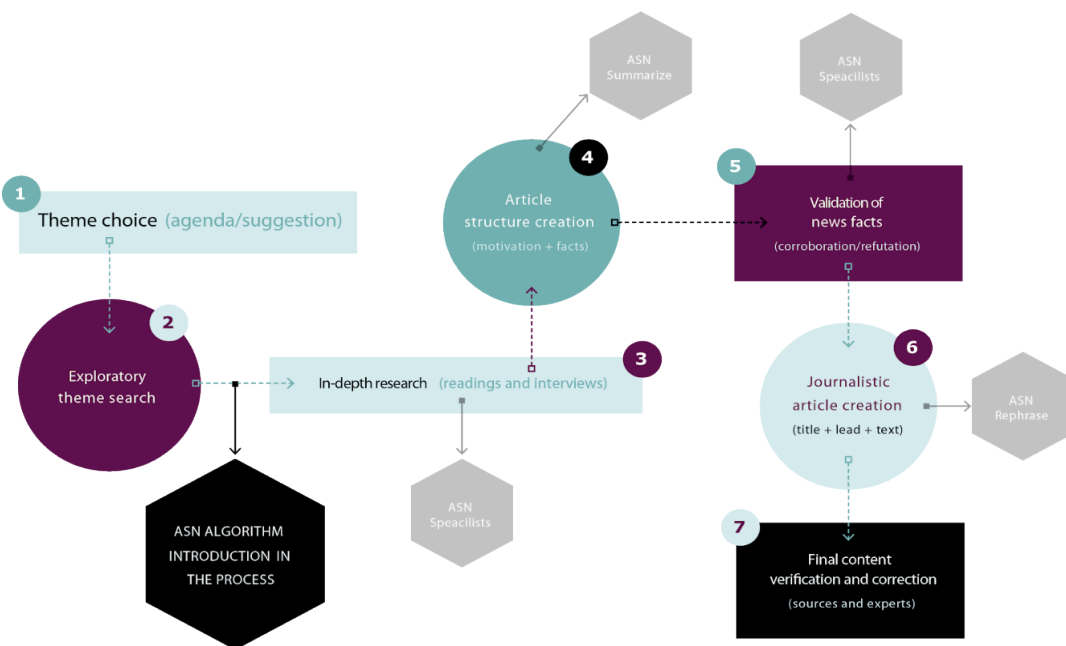 1
Theme choice (agenda/suggestion)
2
Exploratory
theme search
ASN ALGORITHM
INTRODUCTION IN
THE PROCESS
3
In-depth research (readings and interviews)
ASN
Speacilists
4
Article
structure creation
(motivation + facts)
ASN
Summarize
5
Validation of
news facts
(corroboration/refutation)
ASN
Speacilists
6
Journalistic
article creation
(title + lead + text)
ASN
Rephrase
7
Final content
verification and correction
(sources and experts)